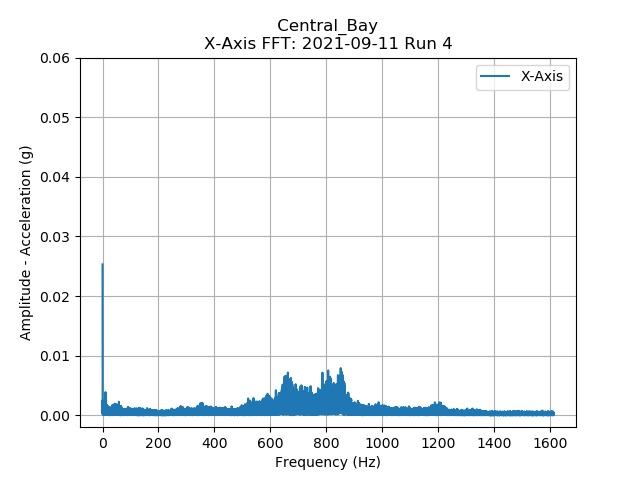 Central_Bay
X-Axis FFT: 2021-09-11 Run 4
X-Axis
0.06
0.05
0.04
0.03
0.02
0.01
0.00
Amplitude - Acceleration (g)
0 200 400 600 800 1000 1200 1400 1600
Frequency (Hz)